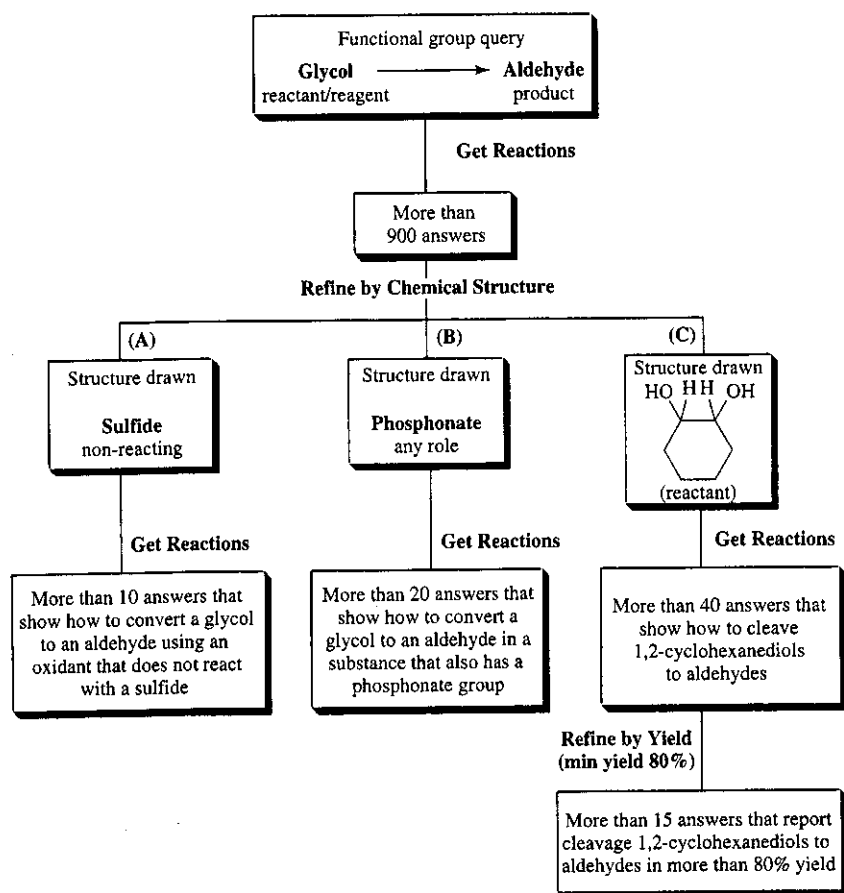 Functional group query
Glycol Aldehyde
reactant/reagent product
Get Reactions
More than
900 answers
Refine by Chemical Structure
(A)
Structure drawn
Sulfide
non-reacting
Get Reactions
More than 10 answers that
show how to convert a glycol
to an aldehyde using an
oxidant that does not react
with a sulfide
(B)
Structure drawn
Phosphonate
any role
Get Reactions
More than 20 answers that
show how to convert a
glycol to an aldehyde in a
substance that also has a
phosphonate group
(C)
Structure drawn
HO H H OH
(reactant)
Get Reactions
More than 40 answers that
show how to cleave
1,2-cyclohexanediols
to aldehydes
Refine by Yield
(min yield 80%)
More than 15 answers that report
cleavage 1,2-cyclohexanediols to
aldehydes in more than 80% yield